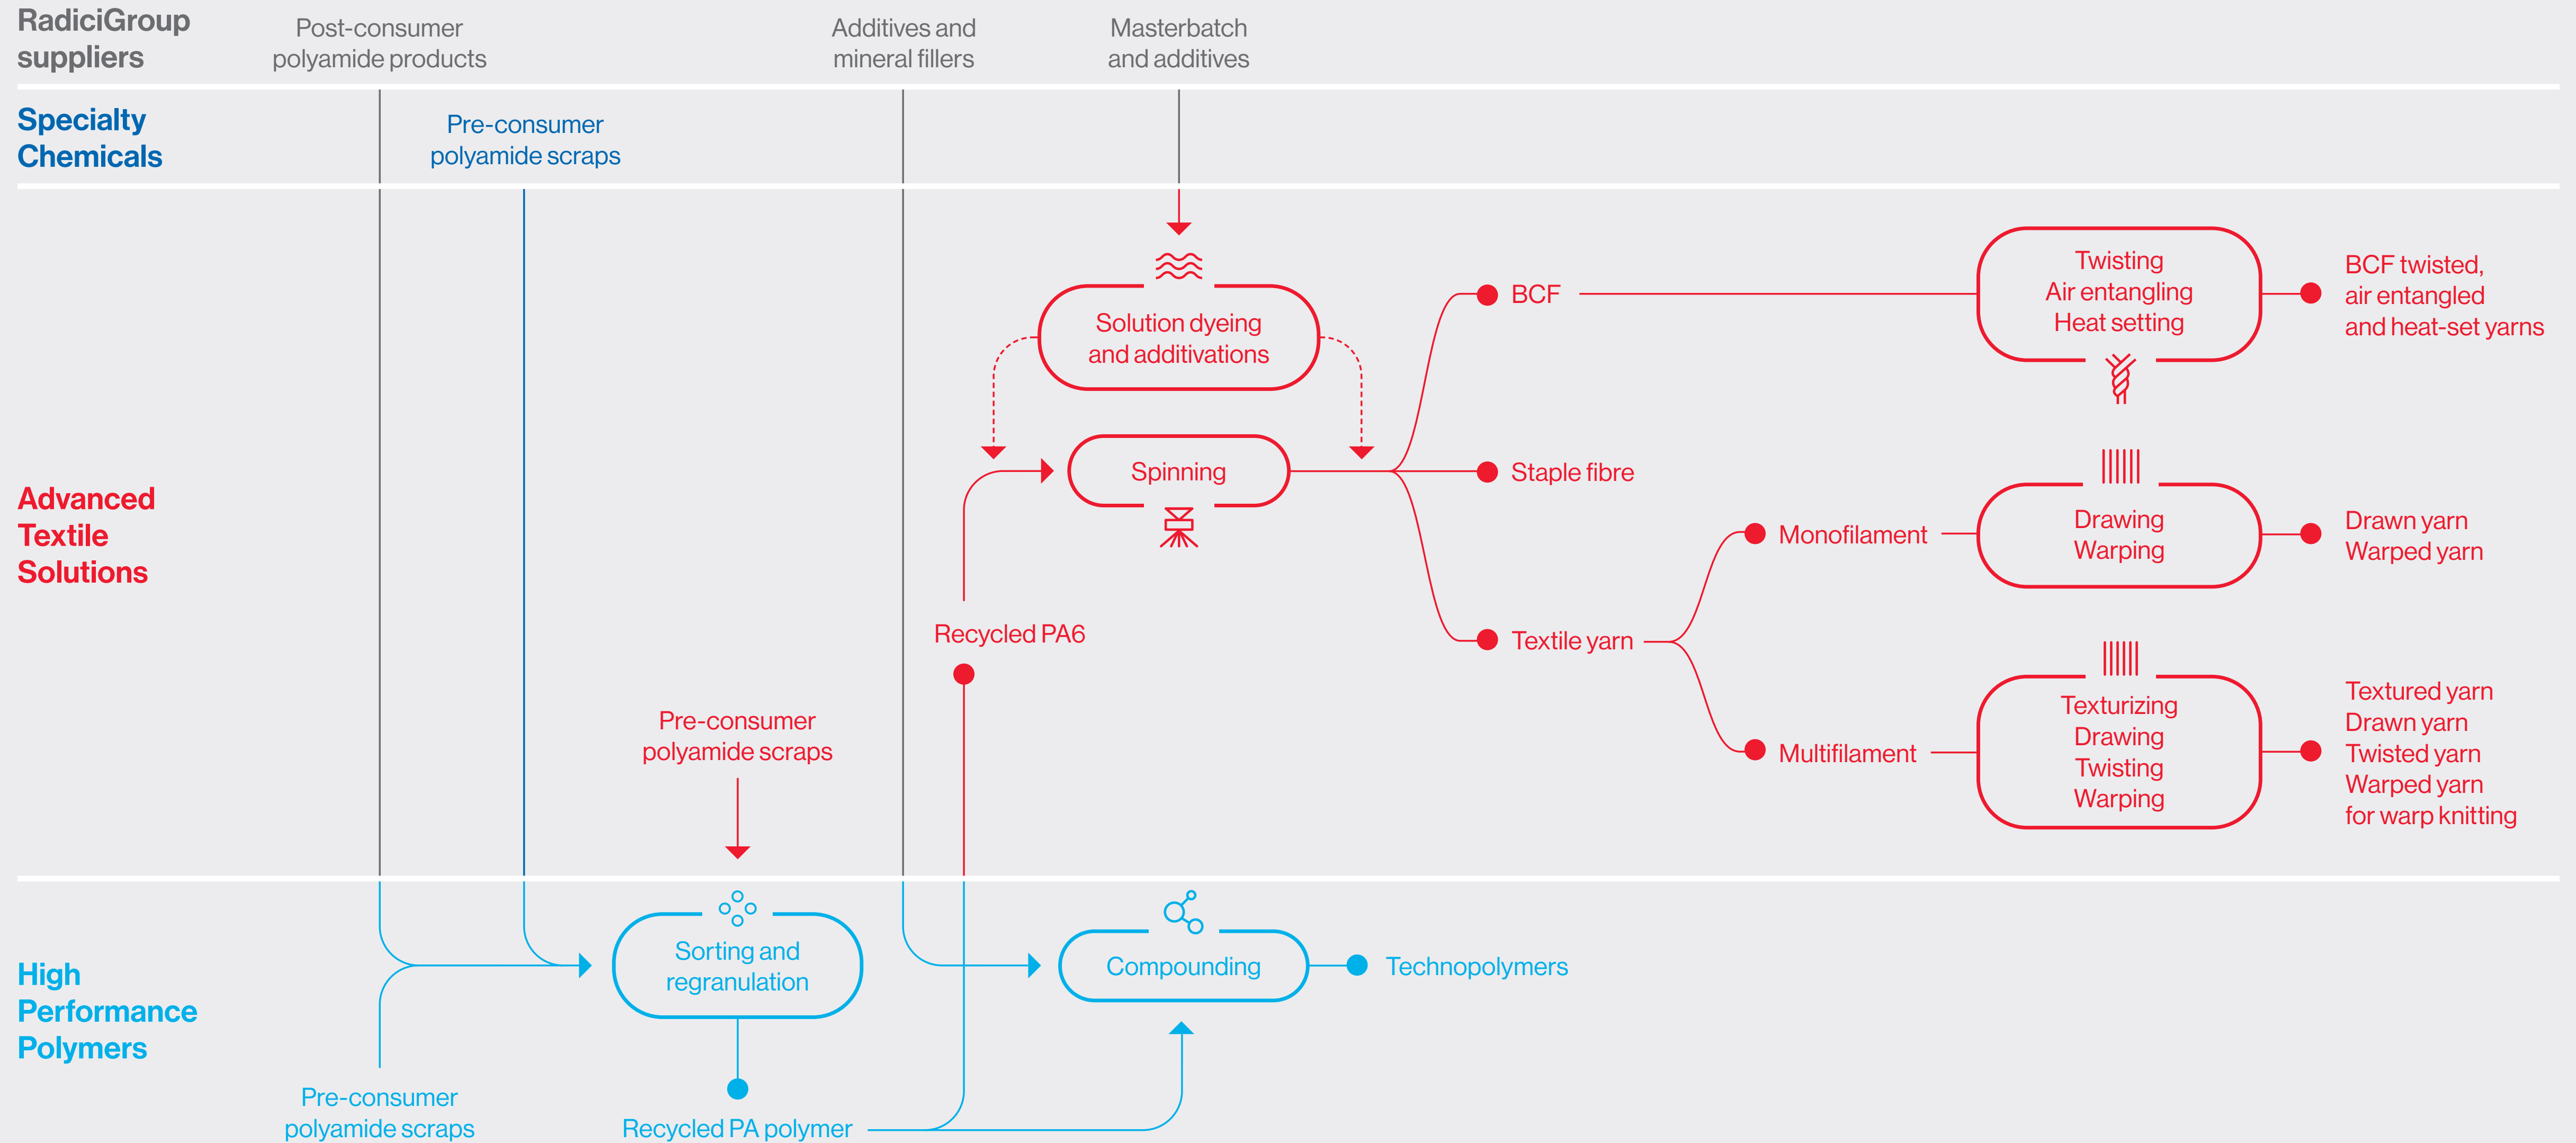 RadiciGroup
suppliers
Post-consumer
polyamide products
Additives and
mineral fillers
Masterbatch
and additives
Specialty
Chemicals
Pre-consumer
polyamide scraps
Advanced
Textile
Solutions
Solution dyeing
and additivations
Spinning
Recycled PA6
Pre-consumer
polyamide scraps
BCF
Staple fibre
Textile yarn
Monofilament
Multifilament
Twisting
Air entangling
Heat setting
BCF twisted,
air entangled
and heat-set yarns
Drawing
Warping
Drawn yarn
Warped yarn
Texturizing
Drawing
Twisting
Warping
Textured yarn
Drawn yarn
Twisted yarn
Warped yarn
for warp knitting
High
Performance
Polymers
Sorting and
regranulation
Compounding
Technopolymers
Pre-consumer
polyamide scraps
Recycled PA polymer